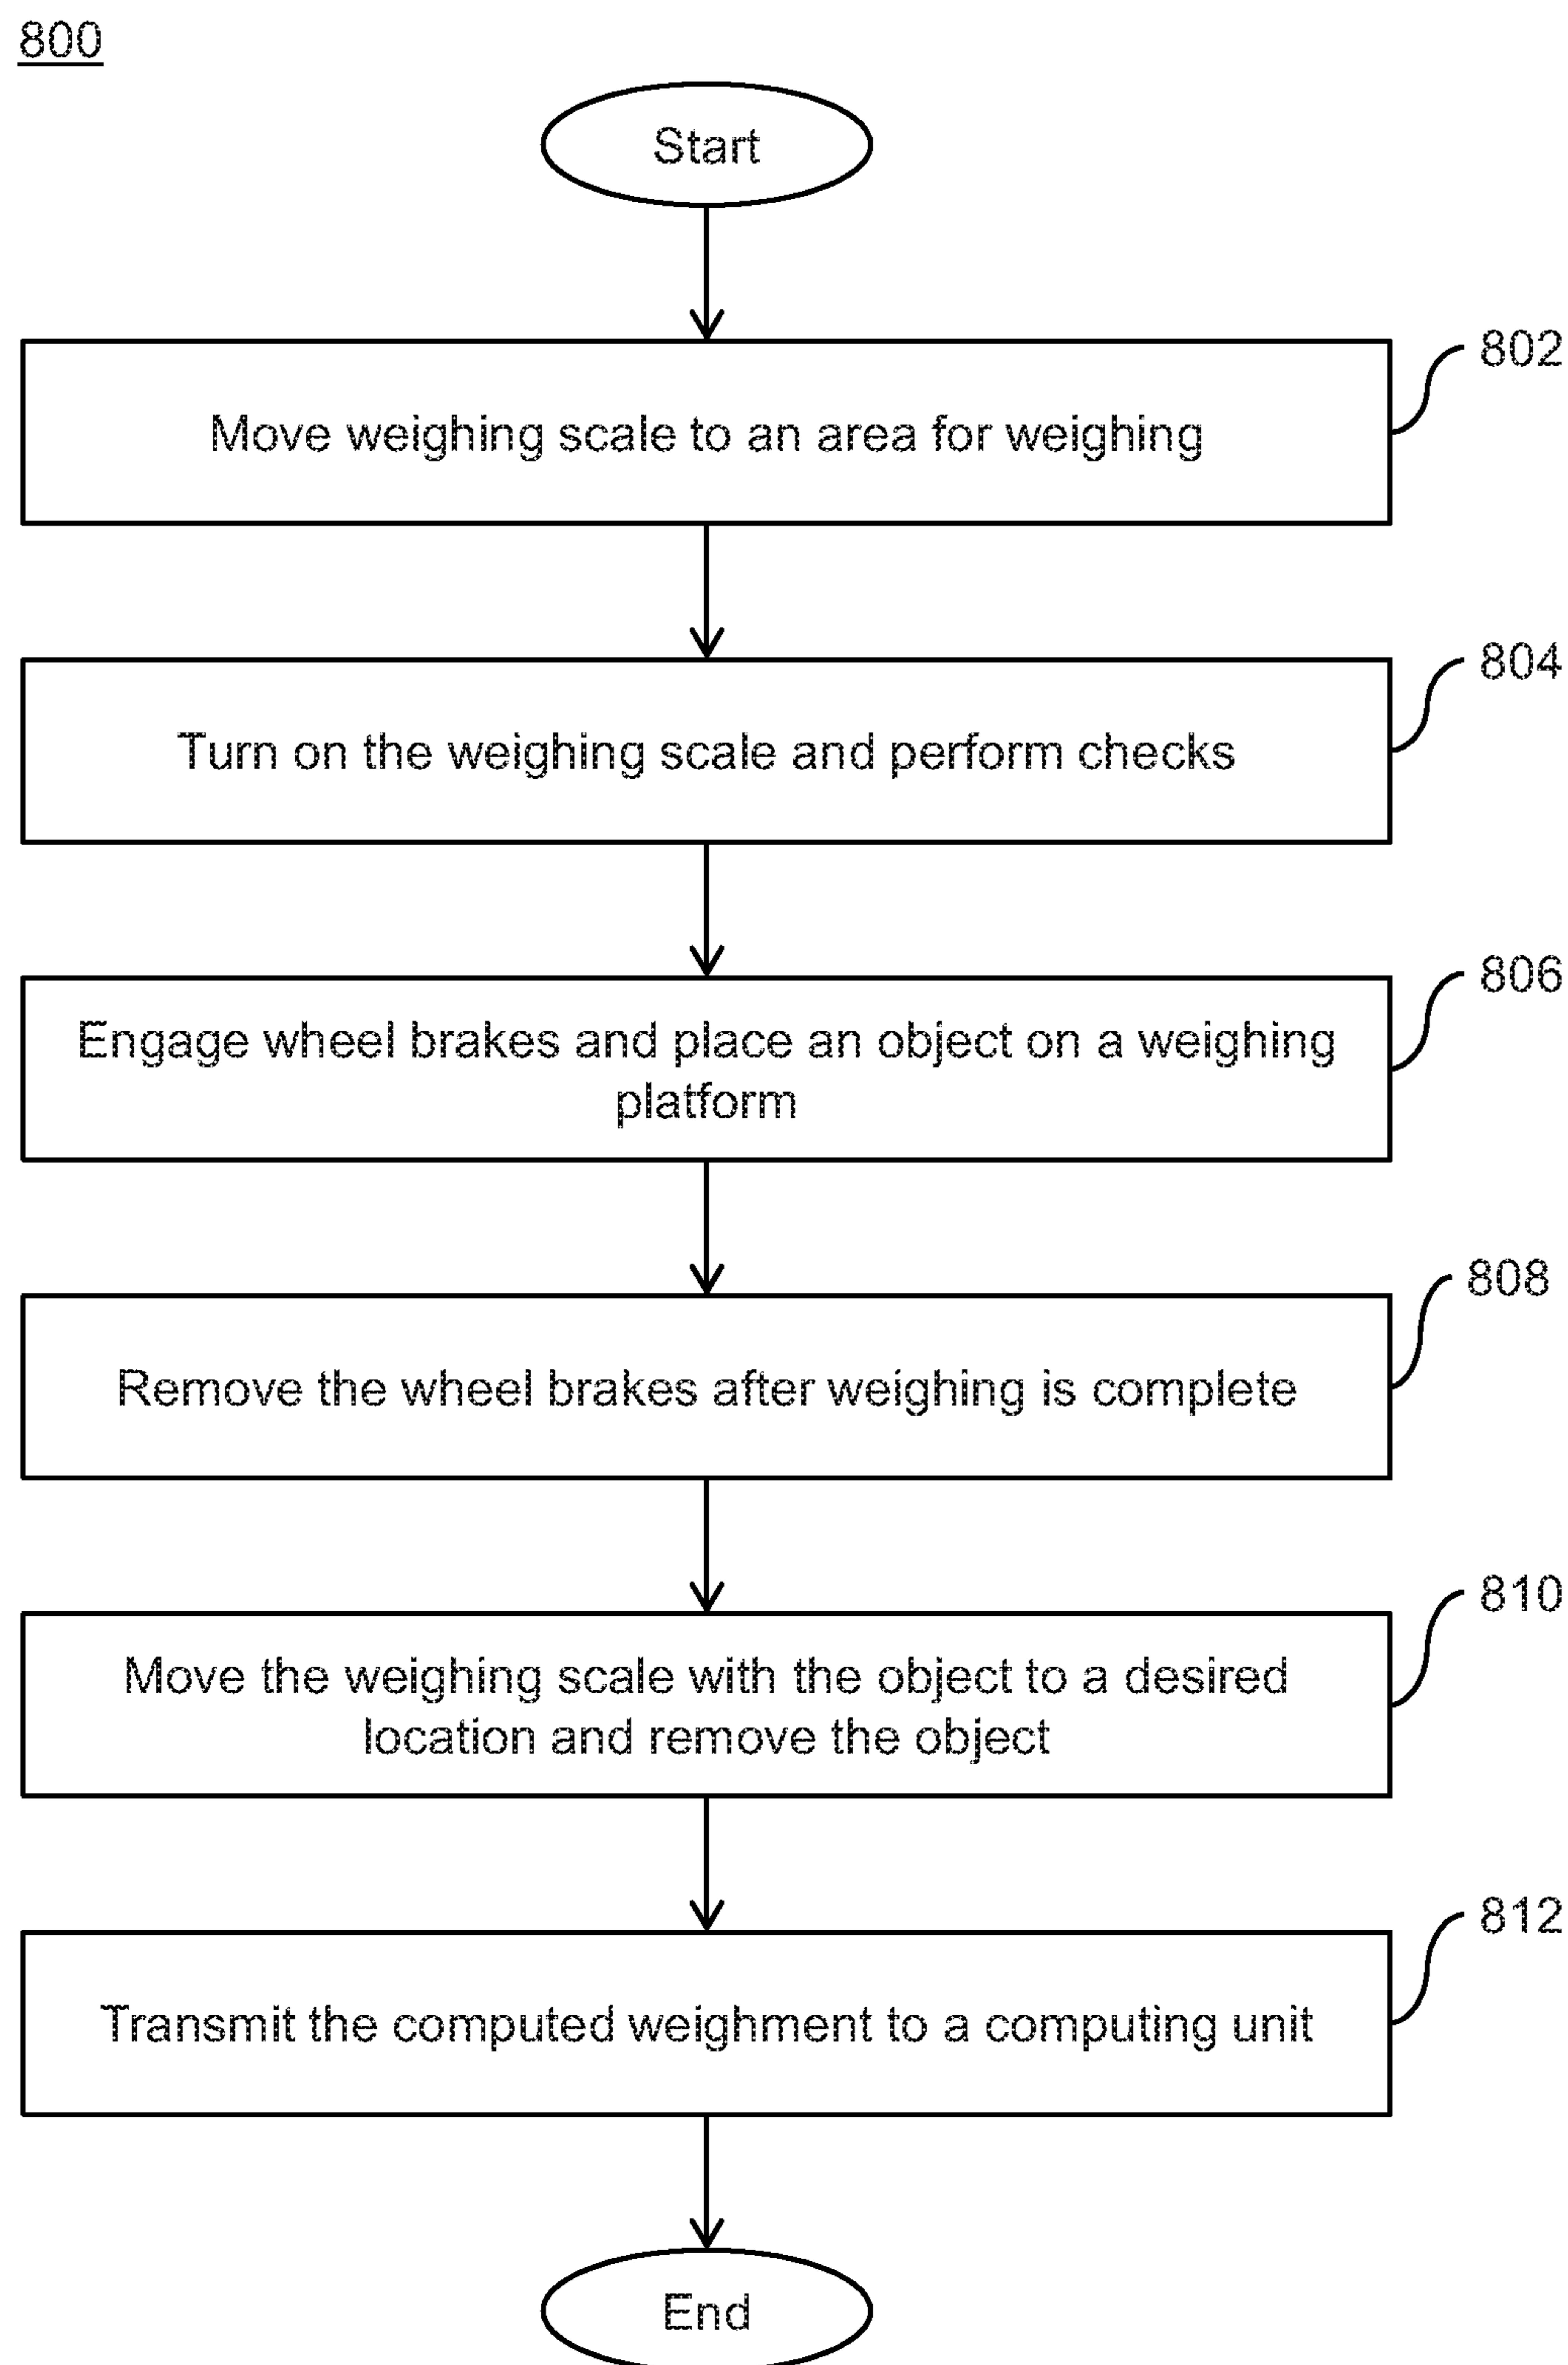 800
Start
802
Move weighing scale to an area for weighing
804
Turn on the weighing scale and perform checks
806
Engage wheel brakes and place an object on a weighing
platform
808
Remove the wheel brakes after weighing is complete
810
Move the weighing scale with the object to a desired
location and remove the object
812
Transmit the computed weighment to a computing unit
End